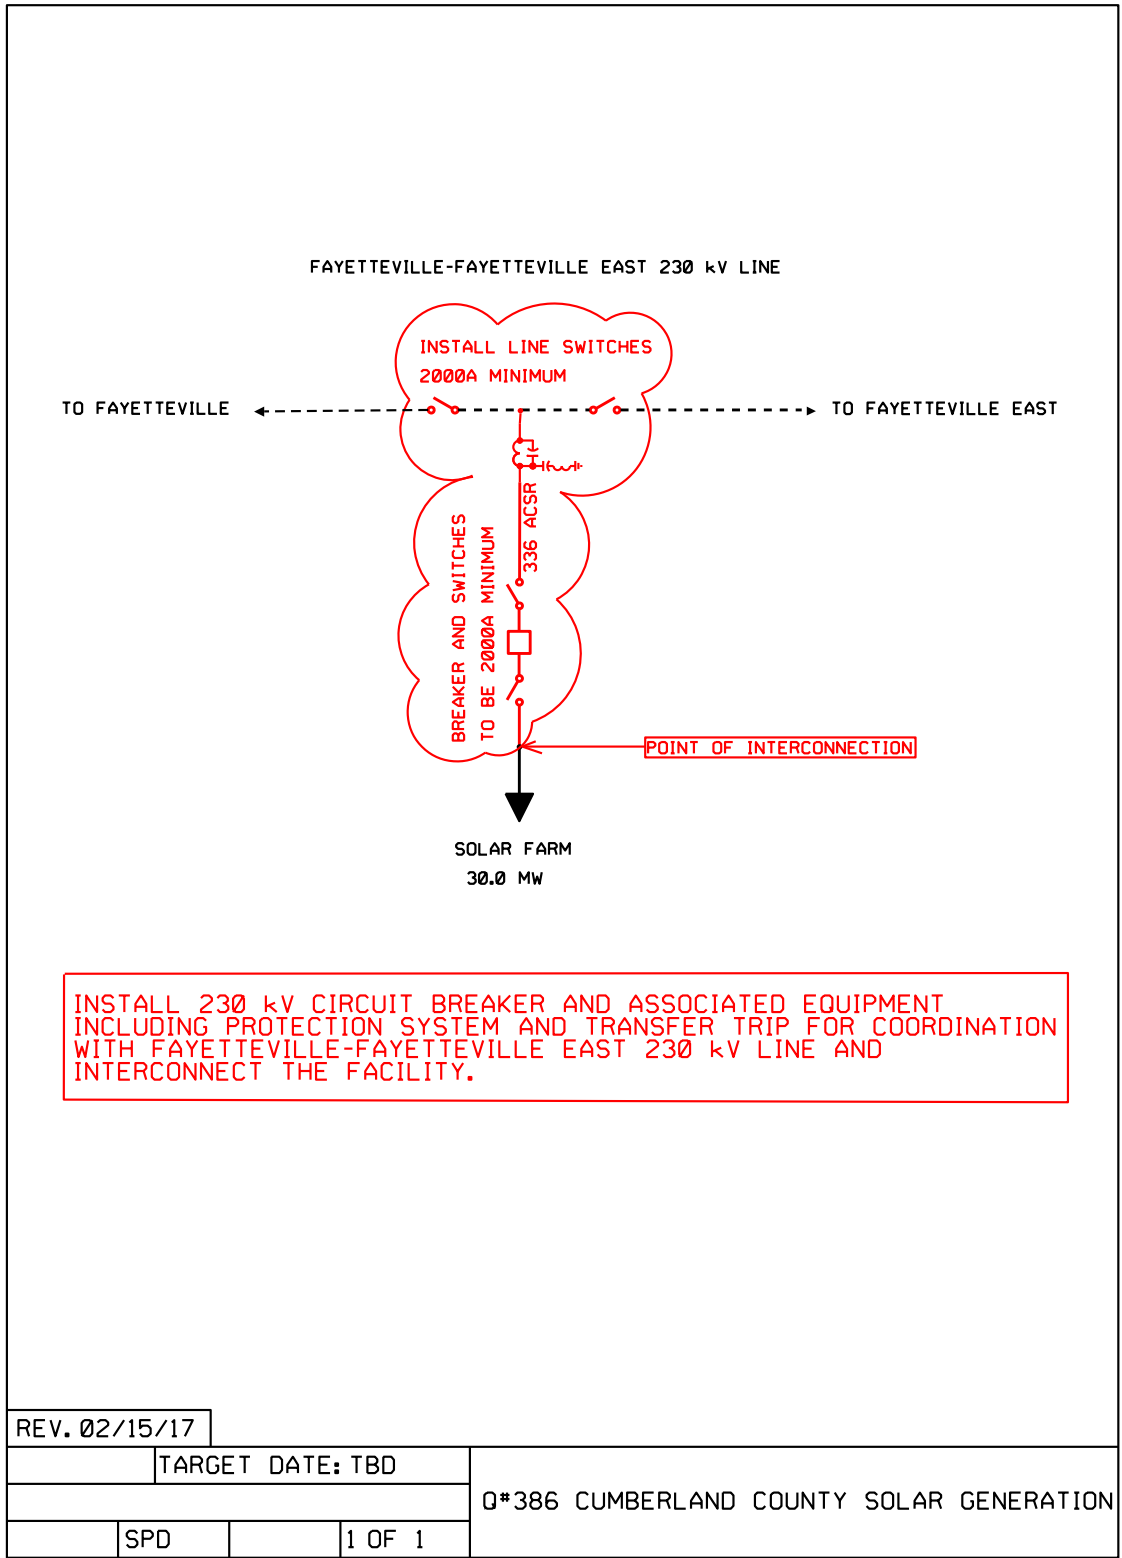 FAYETTEVILLE-FAYETTEVILLE EAST 230 kV LINE
INSTALL LINE SWITCHES
2000A MINIMUM
TO FAYETTEVILLE
TO FAYETTEVILLE EAST
336 ACSR
BREAKER AND SWITCHES
TO BE 2000A MINIMUM
POINT OF INTERCONNECTION
SOLAR FARM
30.0 MW
INSTALL 230 kV CIRCUIT BREAKER AND ASSOCIATED EQUIPMENT
INCLUDING PROTECTION SYSTEM AND TRANSFER TRIP FOR COORDINATION
WITH FAYETTEVILLE-FAYETTEVILLE EAST 230 kV LINE AND
INTERCONNECT THE FACILITY.
REV. 02/15/17
TARGET DATE: TBD
Q#386 CUMBERLAND COUNTY SOLAR GENERATION
SPD
1 OF 1